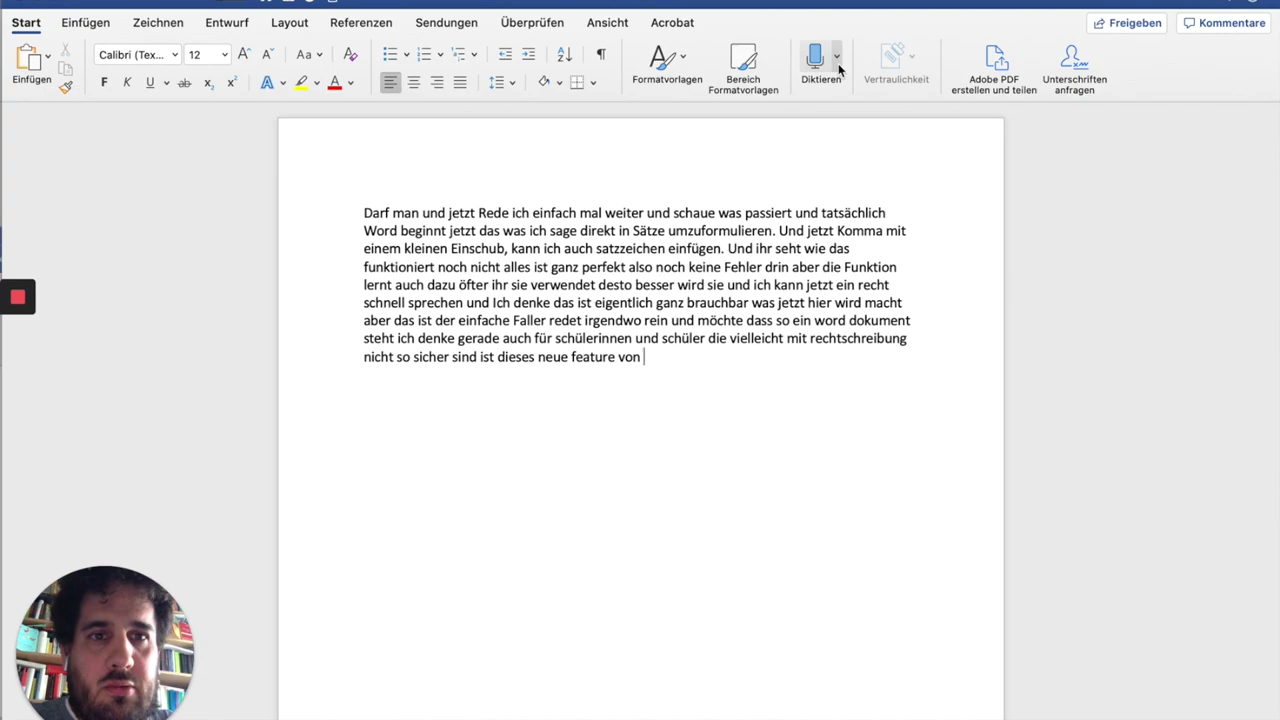 Start Einfügen Zeichnen Entwurf Layout Referenzen Sendungen Überprüfen Ansicht Acrobat Freigeben Kommentare
Calibri (Tex... 12 Aa
Einfügen F K U ab x₂ x² A A
Formatvorlagen
Bereich
Formatvorlagen
Diktieren
Vertraulichkeit
Adobe PDF
erstellen und teilen
Unterschriften
anfragen
Darf man und jetzt Rede ich einfach mal weiter und schaue was passiert und tatsächlich
Word beginnt jetzt das was ich sage direkt in Sätze umzuformulieren. Und jetzt Komma mit
einem kleinen Einschub, kann ich auch satzzeichen einfügen. Und ihr seht wie das
funktioniert noch nicht alles ist ganz perfekt also noch keine Fehler drin aber die Funktion
lernt auch dazu öfter ihr sie verwendet desto besser wird sie und ich kann jetzt ein recht
schnell sprechen und Ich denke das ist eigentlich ganz brauchbar was jetzt hier wird macht
aber das ist der einfache Faller redet irgendwo rein und möchte dass so ein word dokument
steht ich denke gerade auch für schülerinnen und schüler die vielleicht mit rechtschreibung
nicht so sicher sind ist dieses neue feature von